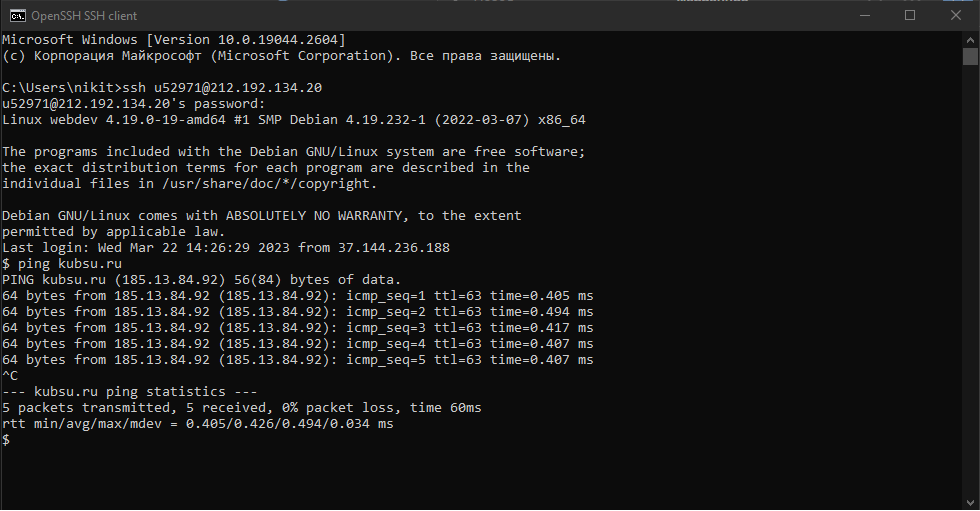 OpenSSH SSH client
Microsoft Windows [Version 10.0.19044.2604]
(c) Корпорация Майкрософт (Microsoft Corporation). Все права защищены.
C:\Users\nikit>ssh u52971@212.192.134.20
u52971@212.192.134.20's password:
Linux webdev 4.19.0-19-amd64 #1 SMP Debian 4.19.232-1 (2022-03-07) x86_64
The programs included with the Debian GNU/Linux system are free software;
the exact distribution terms for each program are described in the
individual files in /usr/share/doc/*/copyright.
Debian GNU/Linux comes with ABSOLUTELY NO WARRANTY, to the extent
permitted by applicable law.
Last login: Wed Mar 22 14:26:29 2023 from 37.144.236.188
$ ping kubsu.ru
PING kubsu.ru (185.13.84.92) 56(84) bytes of data.
64 bytes from 185.13.84.92 (185.13.84.92): icmp_seq=1 ttl=63 time=0.405 ms
64 bytes from 185.13.84.92 (185.13.84.92): icmp_seq=2 ttl=63 time=0.494 ms
64 bytes from 185.13.84.92 (185.13.84.92): icmp_seq=3 ttl=63 time=0.417 ms
64 bytes from 185.13.84.92 (185.13.84.92): icmp_seq=4 ttl=63 time=0.407 ms
64 bytes from 185.13.84.92 (185.13.84.92): icmp_seq=5 ttl=63 time=0.407 ms
^C
--- kubsu.ru ping statistics ---
5 packets transmitted, 5 received, 0% packet loss, time 60ms
rtt min/avg/max/mdev = 0.405/0.426/0.494/0.034 ms
$